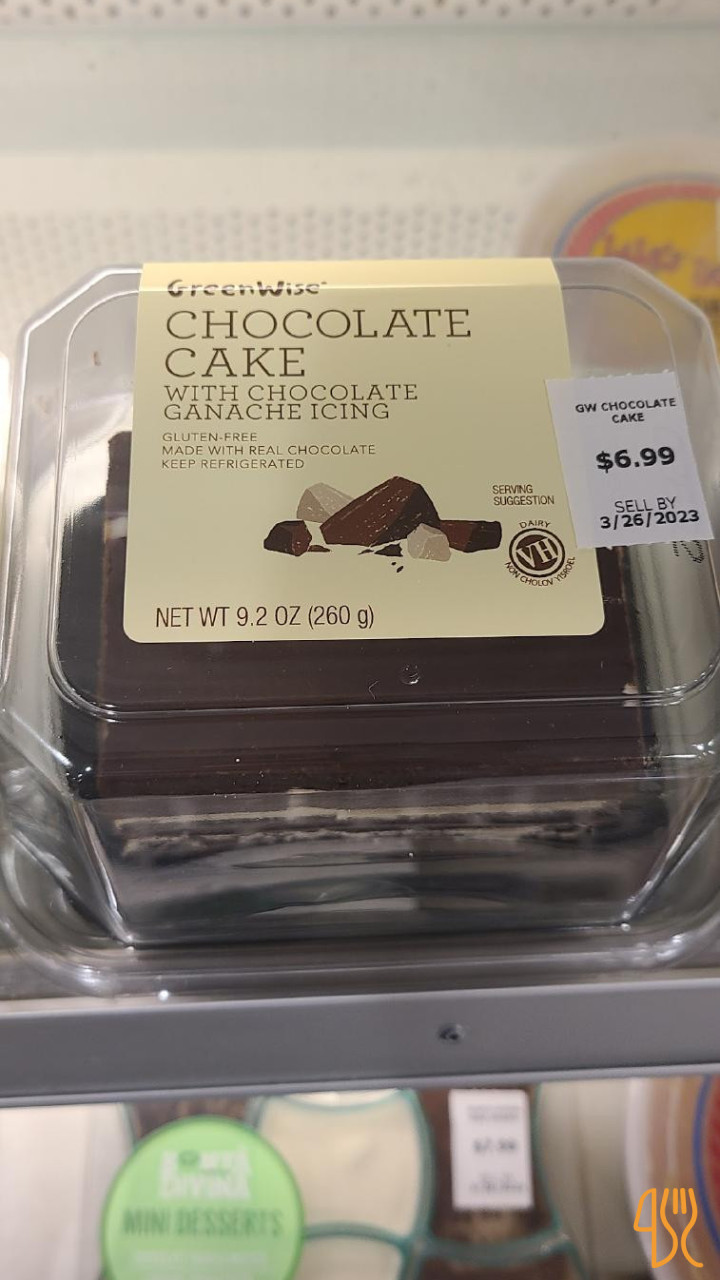 GreenWise
CHOCOLATE
CAKE
WITH CHOCOLATE
GANACHE ICING
GLUTEN-FREE
MADE WITH REAL CHOCOLATE
KEEP REFRIGERATED
SERVING
SUGGESTION
DAIRY
VH
NON CHOLOV YISROEL
NET WT 9.2 OZ (260 g)
GW CHOCOLATE
CAKE
$6.99
SELL BY
3/26/2023
MINI DESSERTS